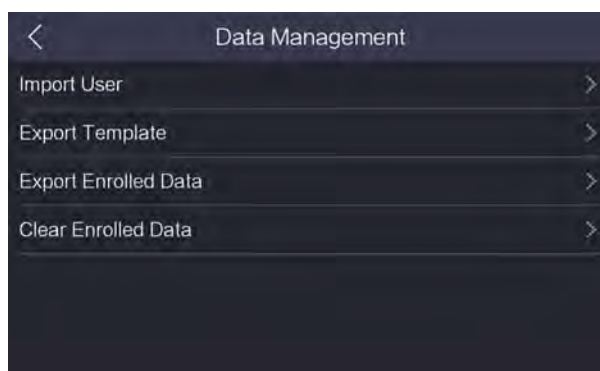 Data Management
Import User
Export Template
Export Enrolled Data
Clear Enrolled Data